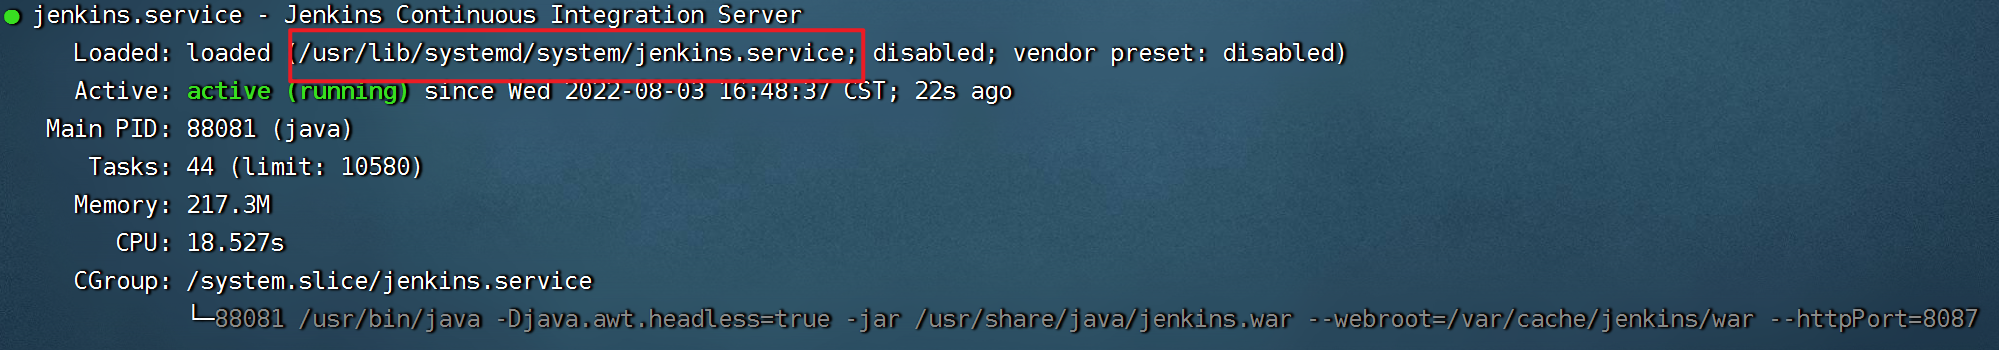 ● jenkins.service - Jenkins Continuous Integration Server
Loaded: loaded (/usr/lib/systemd/system/jenkins.service; disabled; vendor preset: disabled)
Active: active (running) since Wed 2022-08-03 16:48:37 CST; 22s ago
Main PID: 88081 (java)
Tasks: 44 (limit: 10580)
Memory: 217.3M
CPU: 18.527s
CGroup: /system.slice/jenkins.service
└─88081 /usr/bin/java -Djava.awt.headless=true -jar /usr/share/java/jenkins.war --webroot=/var/cache/jenkins/war --httpPort=8087